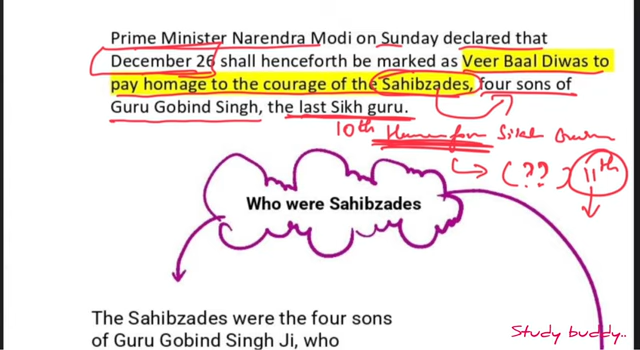 Prime Minister Narendra Modi on Sunday declared that
December 26 shall henceforth be marked as Veer Baal Diwas to
pay homage to the courage of the Sahibzades, four sons of
Guru Gobind Singh, the last Sikh guru.
10th Human form Sikh
(??) 11th
Who were Sahibzades
The Sahibzades were the four sons
of Guru Gobind Singh Ji, who
Study buddy..